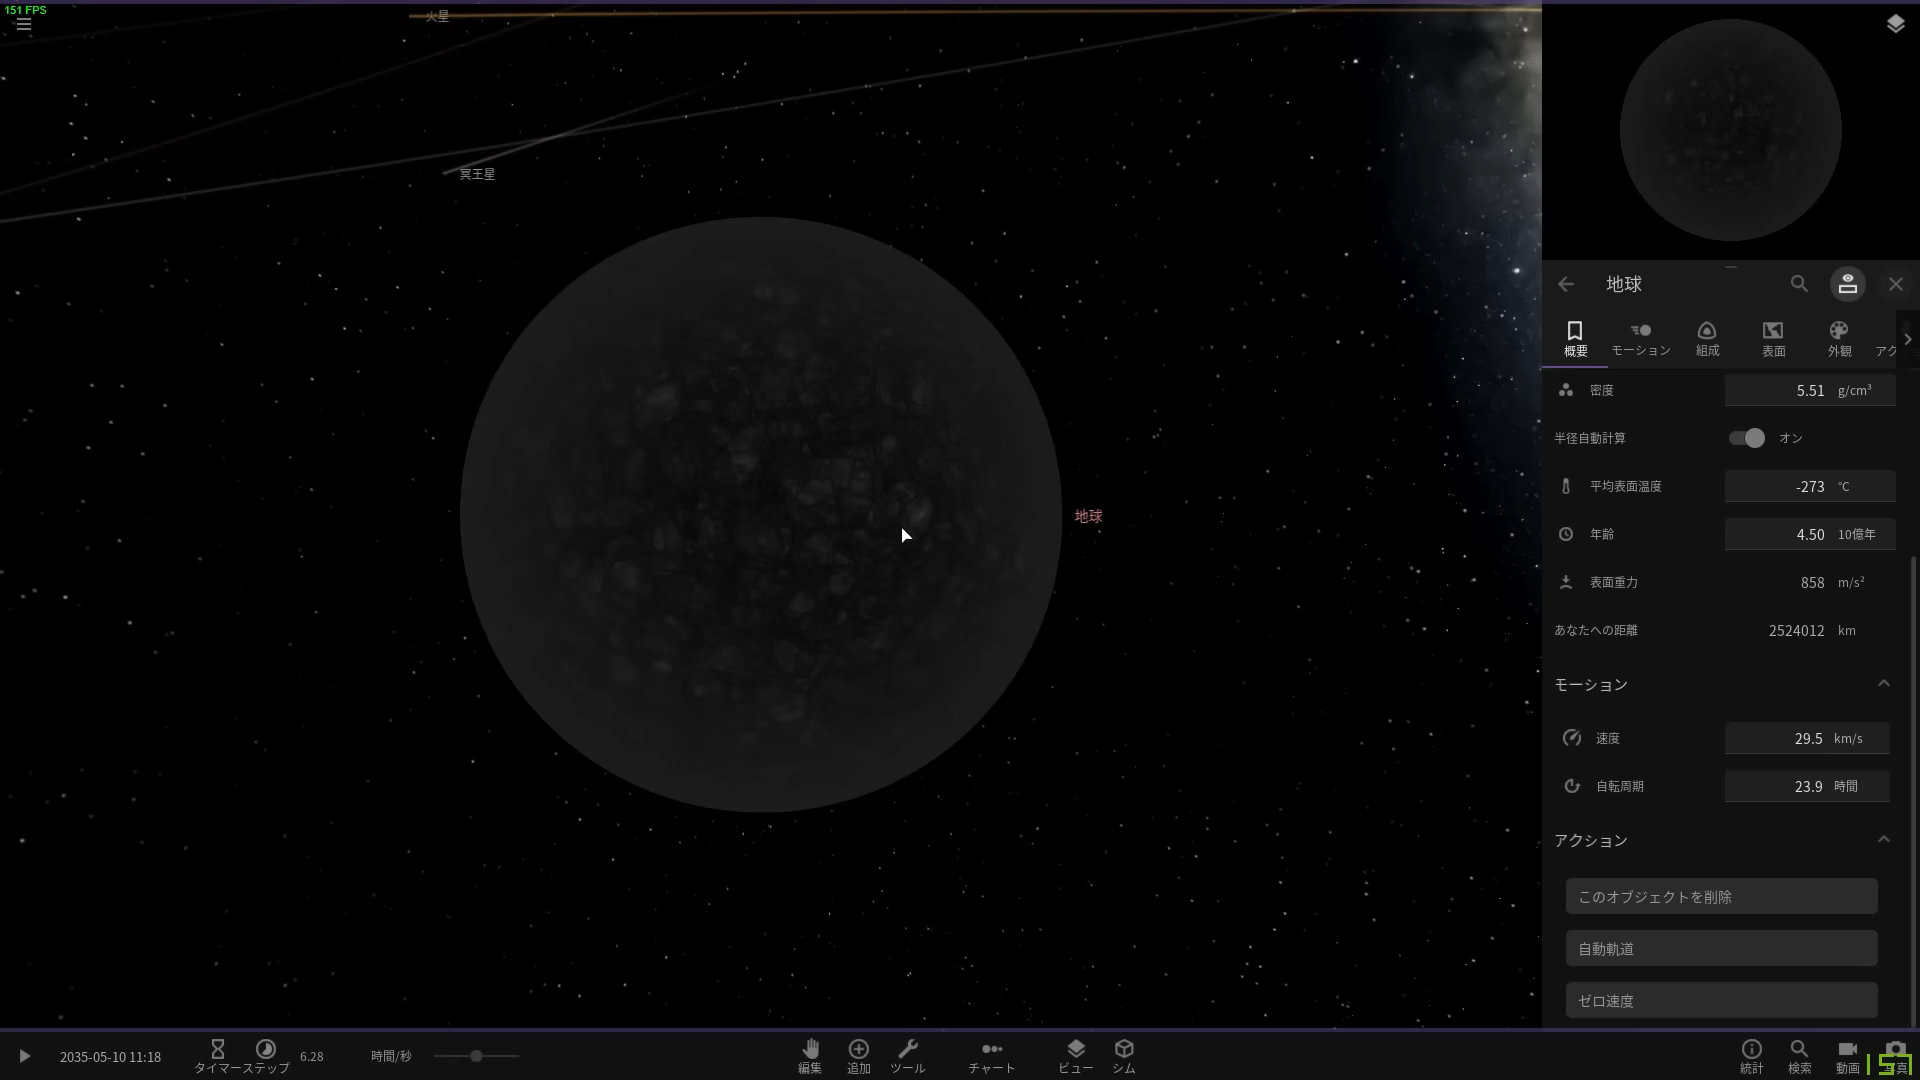 151 FPS
火星
冥王星
地球
地球
概要
モーション
組成
表面
外観
アク
密度 5.51 g/cm³
半径自動計算 オン
平均表面温度 -273 ℃
年齢 4.50 10億年
表面重力 858 m/s²
あなたへの距離 2524012 km
モーション
速度 29.5 km/s
自転周期 23.9 時間
アクション
このオブジェクトを削除
自動軌道
ゼロ速度
2035-05-10 11:18
タイマーステップ
6.28 時間/秒
編集
追加
ツール
チャート
ビュー
シム
統計
検索
動画